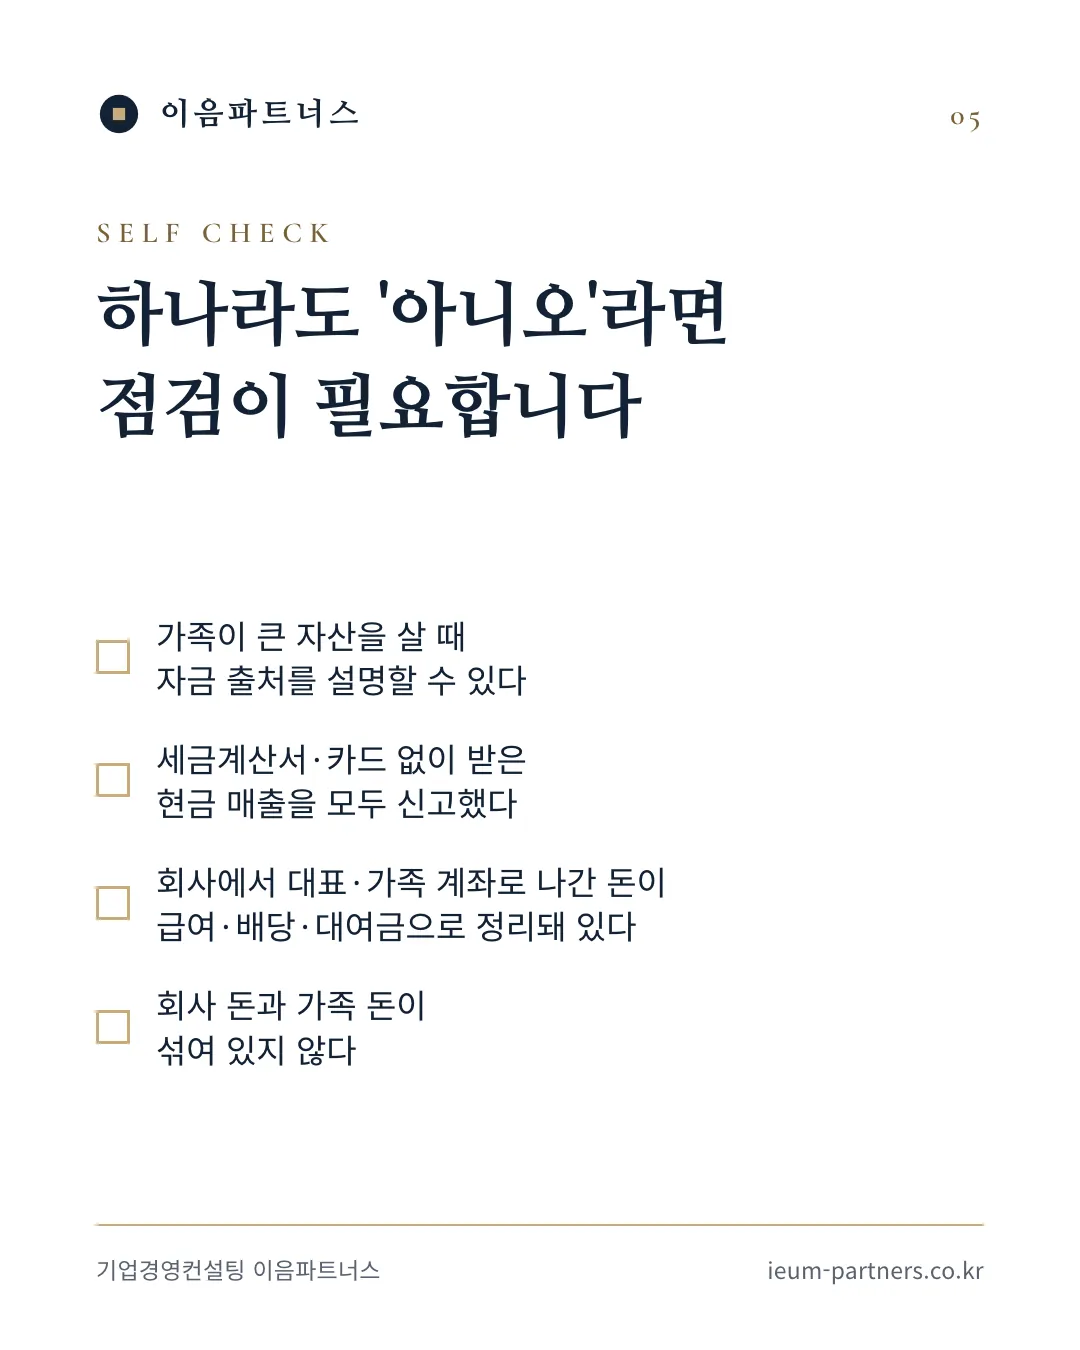 이음파트너스
05
SELF CHECK
하나라도 '아니오'라면
점검이 필요합니다
가족이 큰 자산을 살 때
자금 출처를 설명할 수 있다
세금계산서·카드 없이 받은
현금 매출을 모두 신고했다
회사에서 대표·가족 계좌로 나간 돈이
급여·배당·대여금으로 정리돼 있다
회사 돈과 가족 돈이
섞여 있지 않다
기업경영컨설팅 이음파트너스
ieum-partners.co.kr